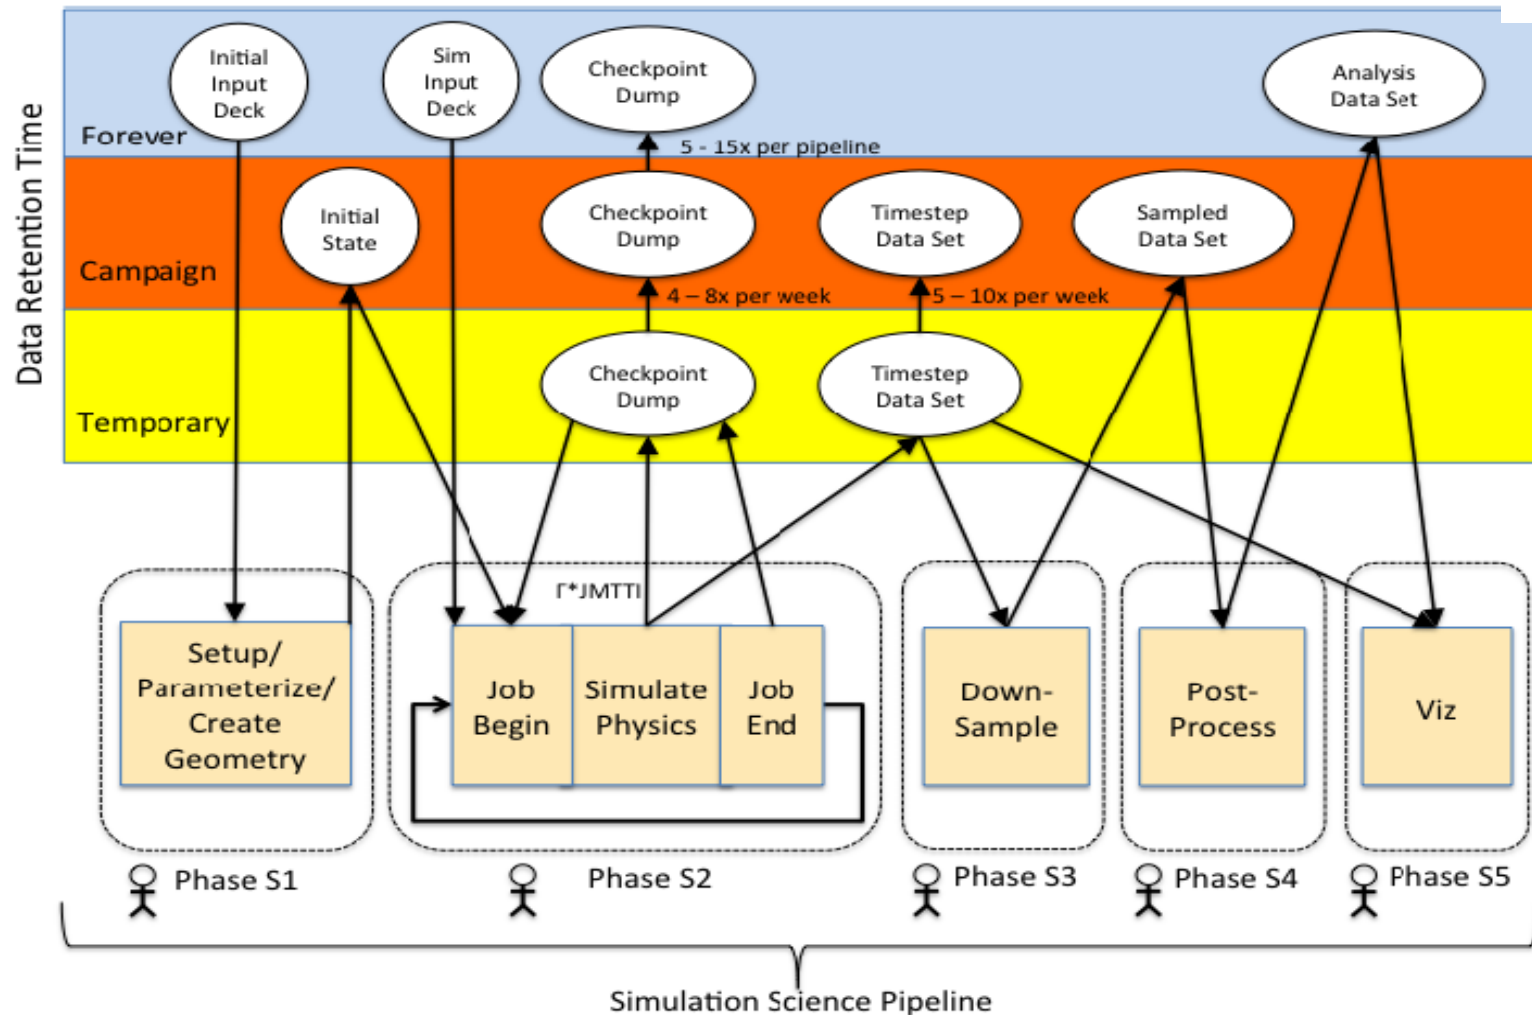 Data Retention Time
Initial
Input
Deck
Sim
Input
Deck
Checkpoint
Dump
Analysis
Data Set
Forever
5 - 15x per pipeline
Initial
State
Checkpoint
Dump
Timestep
Data Set
Sampled
Data Set
Campaign
4 – 8x per week
5 – 10x per week
Checkpoint
Dump
Timestep
Data Set
Temporary
Γ*JMTTI
Setup/
Parameterize/
Create
Geometry
Job
Begin
Simulate
Physics
Job
End
Down-
Sample
Post-
Process
Viz
Phase S1
Phase S2
Phase S3
Phase S4
Phase S5
Simulation Science Pipeline